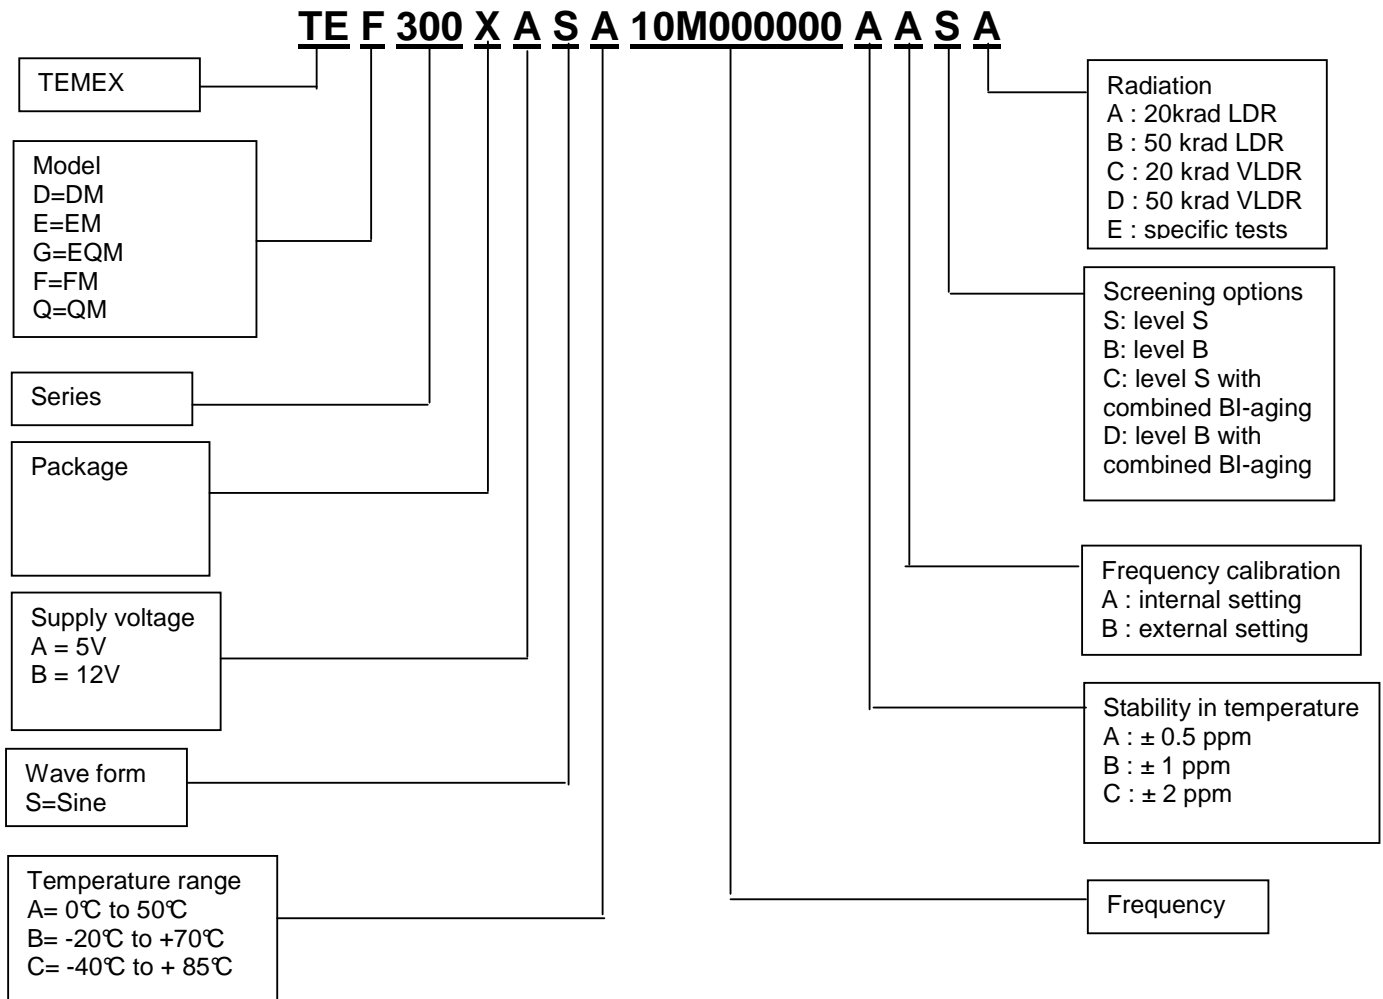 TE F 300 X A S A 10M000000 A A S A
TEMEX
Model
D=DM
E=EM
G=EQM
F=FM
Q=QM
Series
Package
Supply voltage
A = 5V
B = 12V
Wave form
S=Sine
Temperature range
A= 0°C to 50°C
B= -20°C to +70°C
C= -40°C to + 85°C
Radiation
A : 20krad LDR
B : 50 krad LDR
C : 20 krad VLDR
D : 50 krad VLDR
E : specific tests
Screening options
S: level S
B: level B
C: level S with
combined BI-aging
D: level B with
combined BI-aging
Frequency calibration
A : internal setting
B : external setting
Stability in temperature
A : ± 0.5 ppm
B : ± 1 ppm
C : ± 2 ppm
Frequency